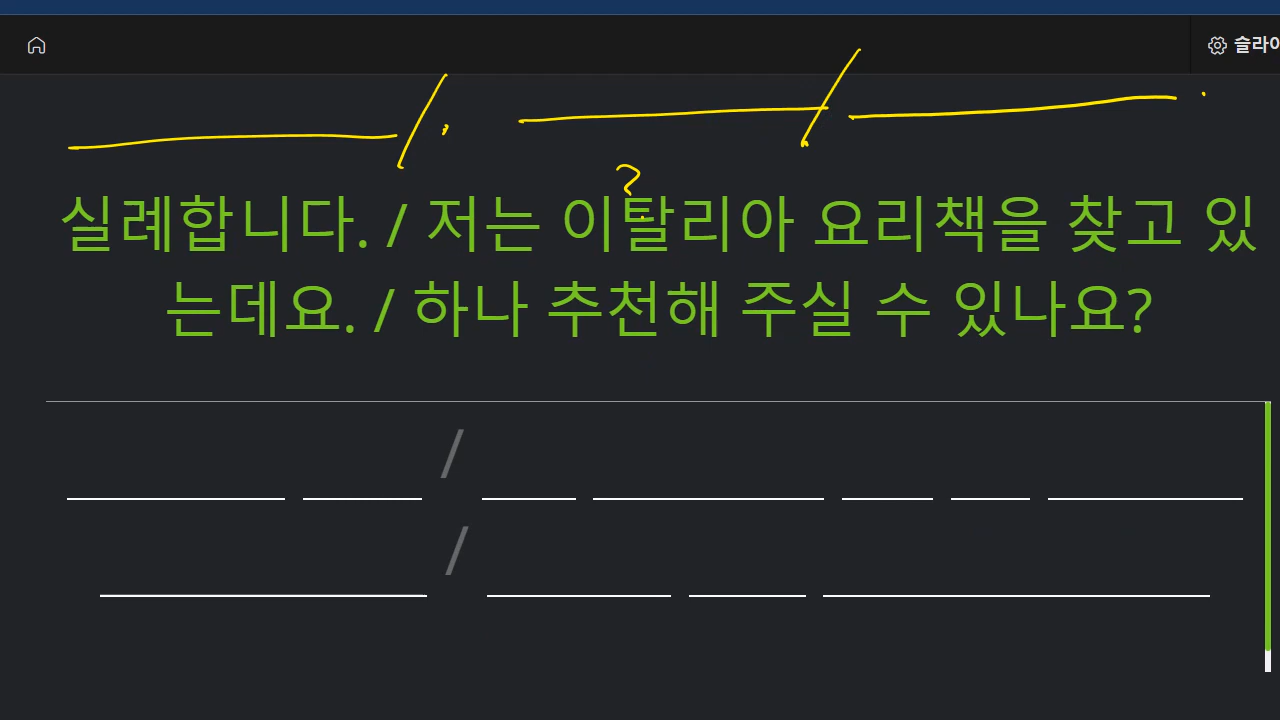 슬라이
실례합니다. / 저는 이탈리아 요리책을 찾고 있
는데요. / 하나 추천해 주실 수 있나요?
/
/